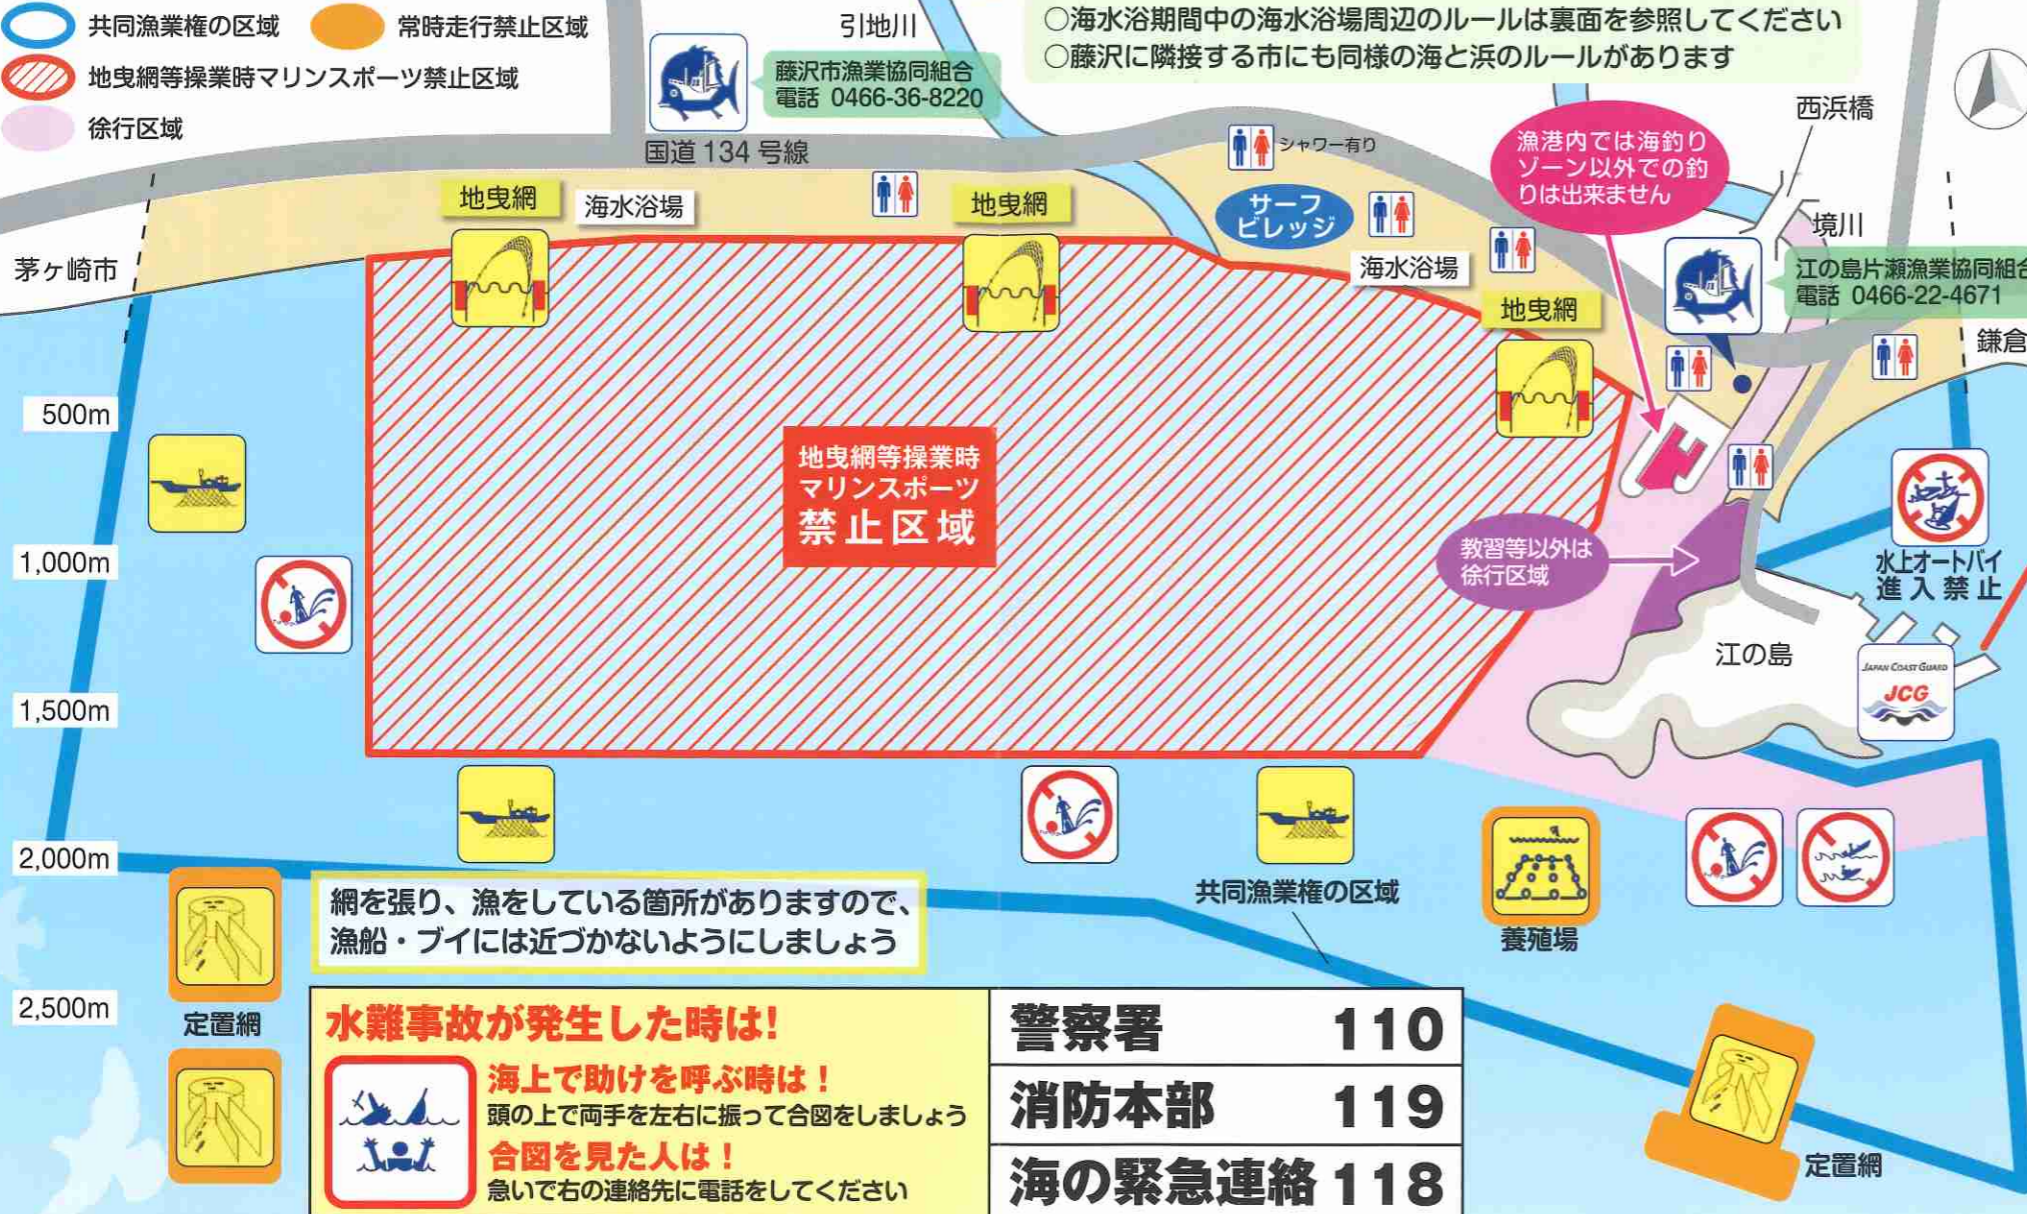 共同漁業権の区域
常時走行禁止区域
地曳網等操業時マリンスポーツ禁止区域
徐行区域
引地川
藤沢市漁業協同組合
電話 0466-36-8220
○海水浴期間中の海水浴場周辺のルールは裏面を参照してください
○藤沢に隣接する市にも同様の海と浜のルールがあります
西浜橋
国道134号線
シャワー有り
漁港内では海釣り
ゾーン以外での釣
りは出来ません
地曳網
海水浴場
地曳網
サーフ
ビレッジ
境川
茅ヶ崎市
海水浴場
江の島片瀬漁業協同組合
電話 0466-22-4671
地曳網
鎌倉
500m
地曳網等操業時
マリンスポーツ
禁止区域
1,000m
教習等以外は
徐行区域
水上オートバイ
進入禁止
江の島
JAPAN COAST GUARD
JCG
1,500m
2,000m
共同漁業権の区域
網を張り、漁をしている箇所がありますので、
漁船・ブイには近づかないようにしましょう
養殖場
2,500m
定置網
水難事故が発生した時は!
海上で助けを呼ぶ時は!
頭の上で両手を左右に振って合図をしましょう
合図を見た人は!
急いで右の連絡先に電話をしてください
警察署 110
消防本部 119
海の緊急連絡 118
定置網